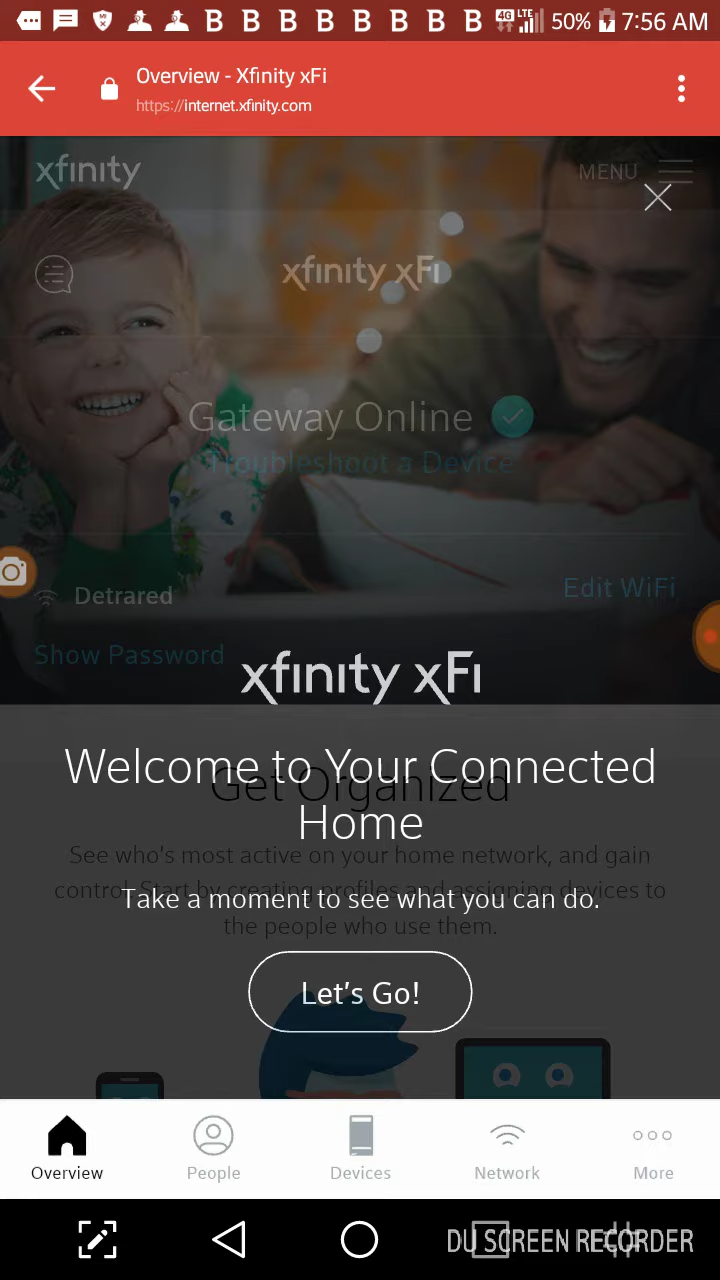 B B B B B B B B 4G LTE 50% 7:56 AM
Overview - Xfinity xFi
https://internet.xfinity.com
xfinity
MENU
xfinity xFi
Gateway Online
Troubleshoot a Device
Detrared
Edit WiFi
Show Password
xfinity xFi
Welcome to Your Connected
Home
Get Organized
See who's most active on your home network, and gain
control. Start by creating profiles and assigning devices to
the people who use them.
Take a moment to see what you can do.
Let's Go!
Overview
People
Devices
Network
More
DU SCREEN RECORDER